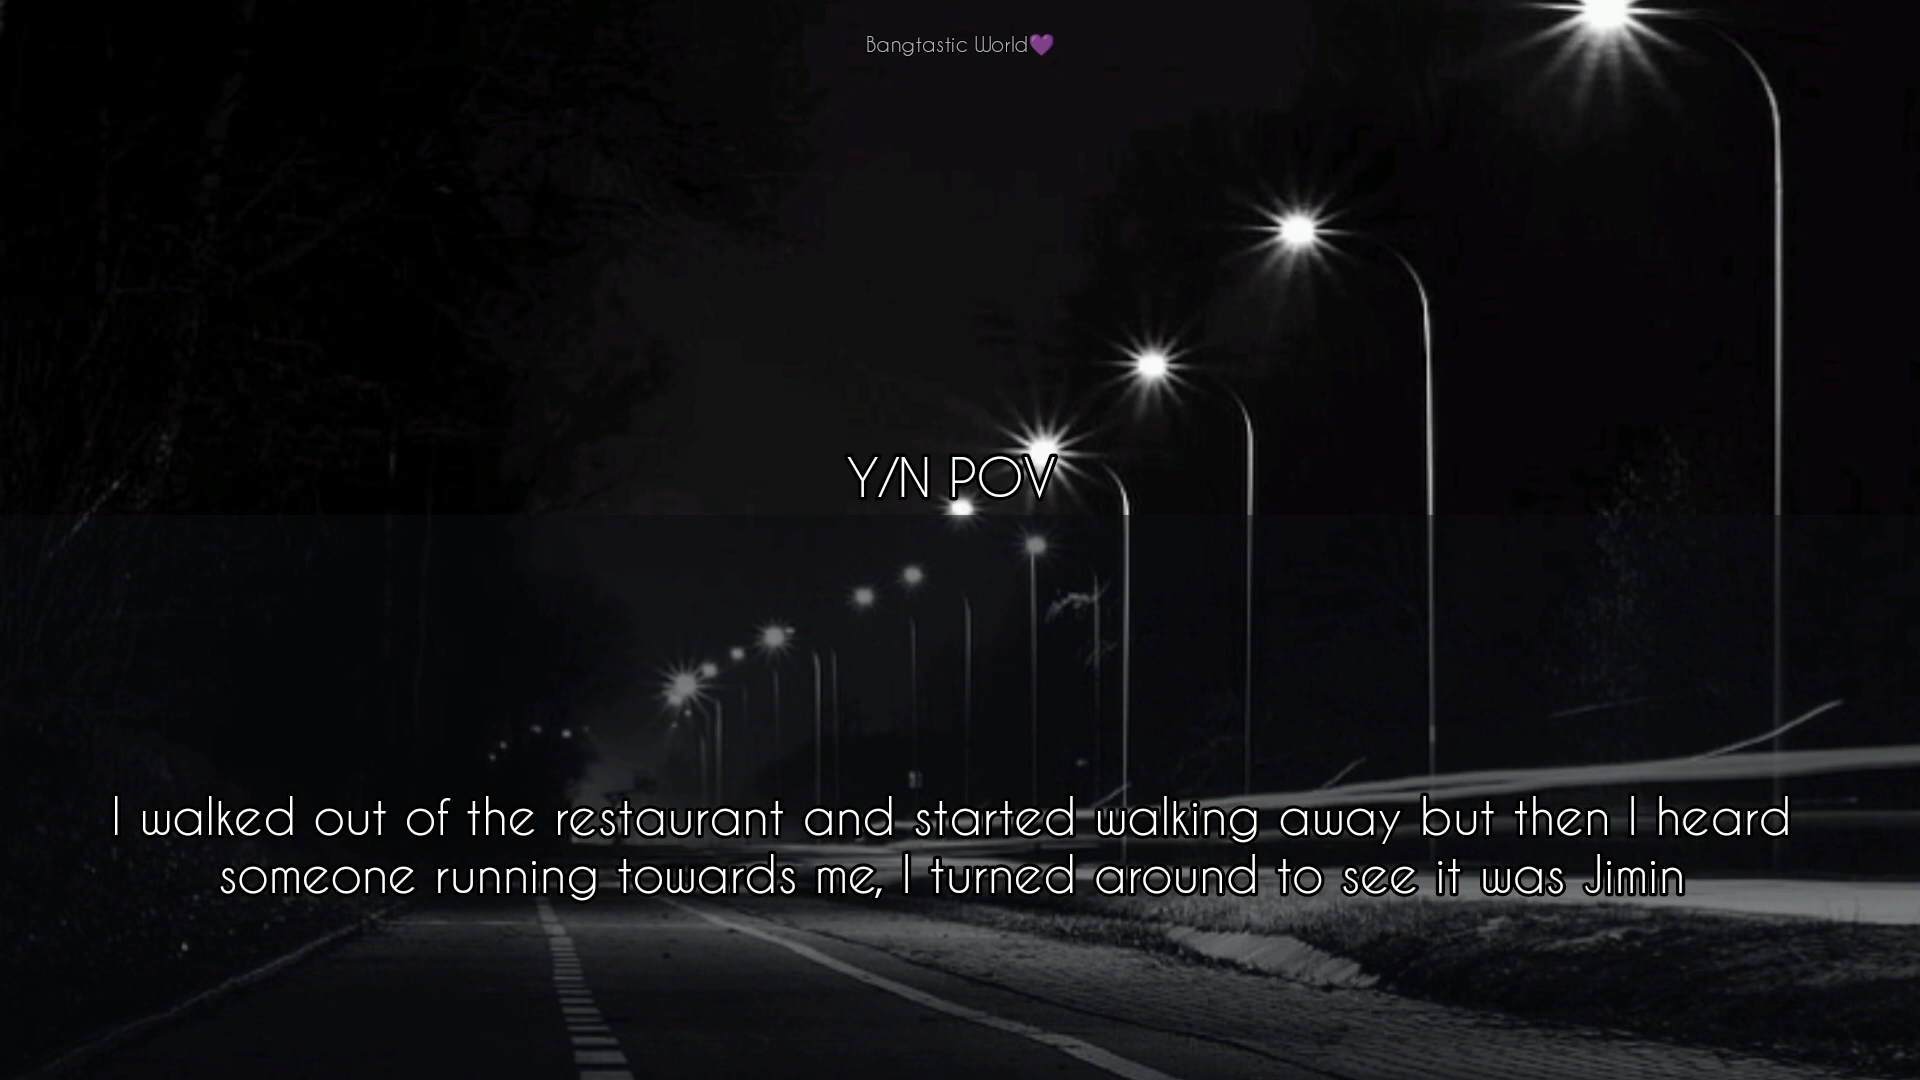 Bangtastic World💜
Y/N POV
I walked out of the restaurant and started walking away but then I heard
someone running towards me, I turned around to see it was Jimin